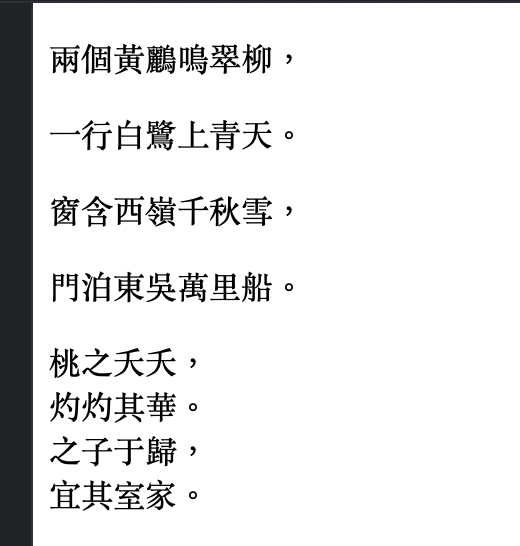 兩個黃鸝鳴翠柳，
一行白鷺上青天。
窗含西嶺千秋雪，
門泊東吳萬里船。
桃之夭夭，
灼灼其華。
之子于歸，
宜其室家。